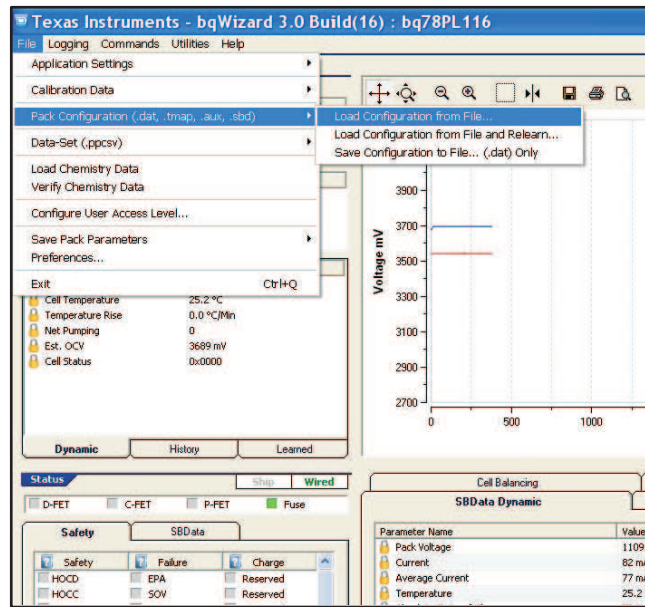 Texas Instruments - bqWizard 3.0 Build(16) : bq78PL116
File Logging Commands Utilities Help
Application Settings
Calibration Data
Pack Configuration (.dat, .tmap, .aux, .sbd)
Load Configuration from File...
Load Configuration from File and Relearn...
Save Configuration to File... (.dat) Only
Data-Set (.ppcsv)
Load Chemistry Data
Verify Chemistry Data
Configure User Access Level...
Save Pack Parameters
Preferences...
Exit Ctrl+Q
Cell Temperature 25.2 °C
Temperature Rise 0.0 °C/Min
Net Pumping 0
Est. OCV 3689 mV
Cell Status 0x0000
Dynamic History Learned
Voltage mV
3900
3700
3500
3300
3100
2900
2700
0 500 1000
Status Ship Wired
D-FET C-FET P-FET Fuse
Safety SBData
Safety Failure Charge
HOCD EPA Reserved
HOCC SOV Reserved
Cell Balancing
SBData Dynamic
Parameter Name Value
Pack Voltage 1109
Current 82 m
Average Current 77 m
Temperature 25.2